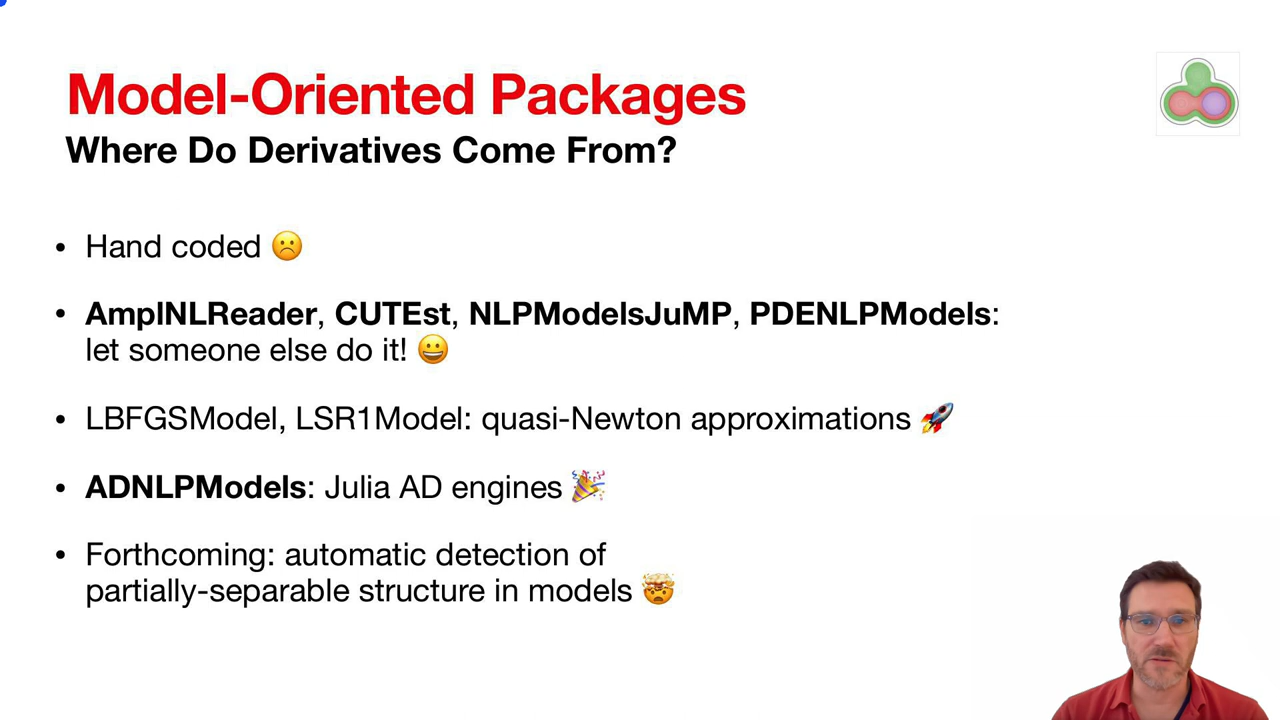 Model-Oriented Packages
Where Do Derivatives Come From?
• Hand coded ☹️
• AmplNLReader, CUTEst, NLPModelsJuMP, PDENLPModels:
let someone else do it! 😀
• LBFGSModel, LSR1Model: quasi-Newton approximations 🚀
• ADNLPModels: Julia AD engines 🎉
• Forthcoming: automatic detection of
partially-separable structure in models 🤯